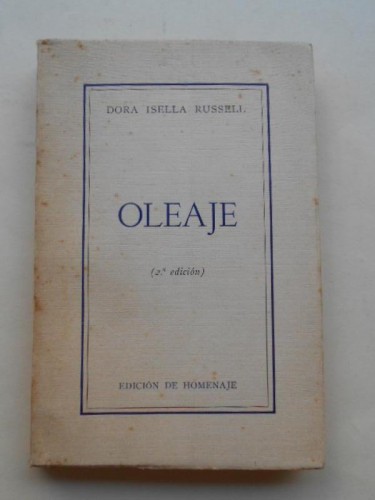 DORA ISELLA RUSSELL
OLEAJE
(2.ª edición)
EDICIÓN DE HOMENAJE